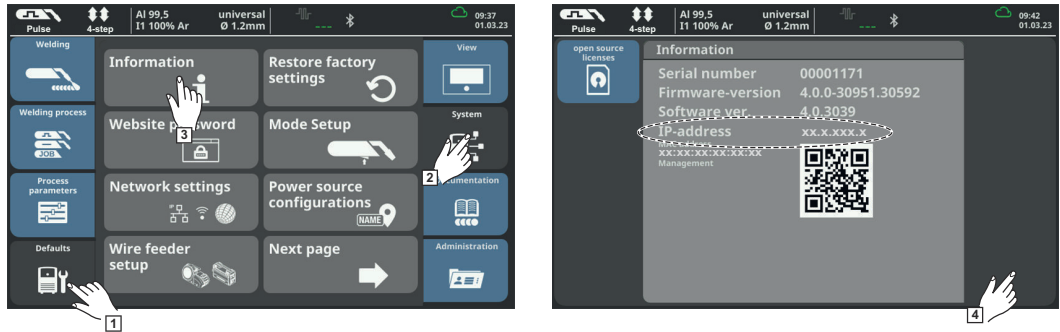 Pulse
4-step
Al 99,5
I1 100% Ar
universal
Ø 1.2mm
---
09:37
01.03.23
Welding
Welding process
JOB
Process
parameters
Defaults
Information
Restore factory
settings
Website password
Mode Setup
Network settings
IP
Power source
configurations
NAME
Wire feeder
setup
Next page
View
System
Administration
1
2
3
Pulse
4-step
Al 99,5
I1 100% Ar
universal
Ø 1.2mm
---
09:42
01.03.23
open source
licenses
Information
Serial number 00001171
Firmware-version 4.0.0-30951.30592
Software ver. 4.0.3039
IP-address xx.x.xxx.x
xx:xx:xx:xx:xx:xx
Management
4